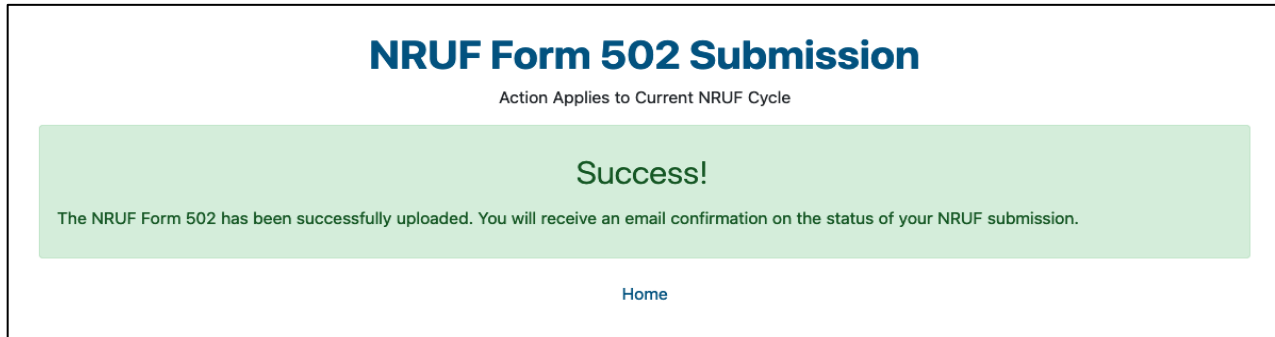 NRUF Form 502 Submission
Action Applies to Current NRUF Cycle
Success!
The NRUF Form 502 has been successfully uploaded. You will receive an email confirmation on the status of your NRUF submission.
Home